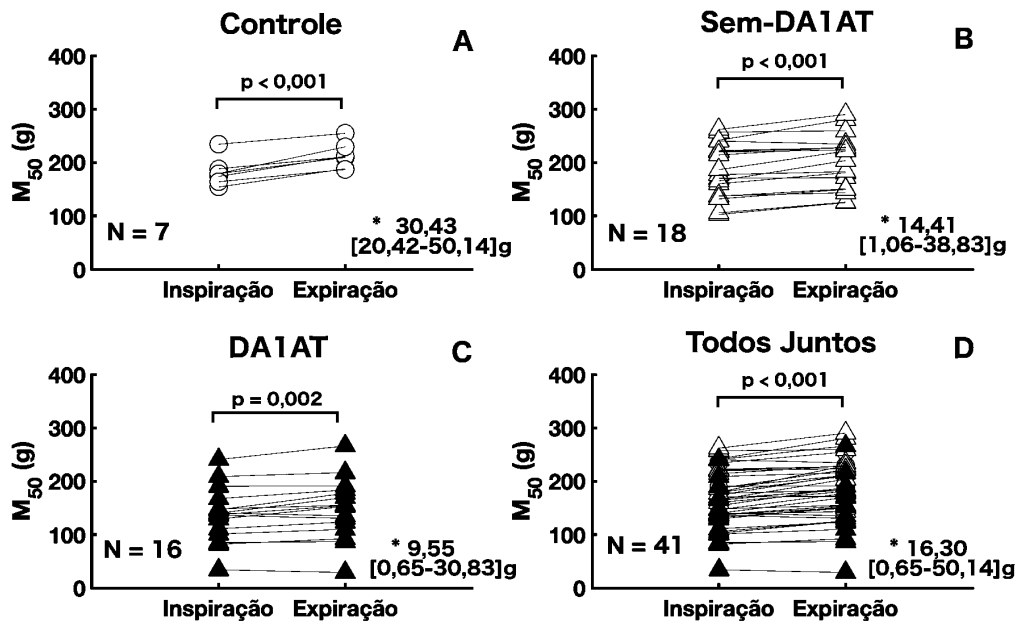 Controle
A
400
p < 0,001
300
M50 (g)
200
100
N = 7
* 30,43
[20,42-50,14]g
0
Inspiração Expiração
Sem-DA1AT
B
400
p < 0,001
300
M50 (g)
200
100
N = 18
* 14,41
[1,06-38,83]g
0
Inspiração Expiração
DA1AT
C
400
p = 0,002
300
M50 (g)
200
100
N = 16
* 9,55
[0,65-30,83]g
0
Inspiração Expiração
Todos Juntos
D
400
p < 0,001
300
M50 (g)
200
100
N = 41
* 16,30
[0,65-50,14]g
0
Inspiração Expiração